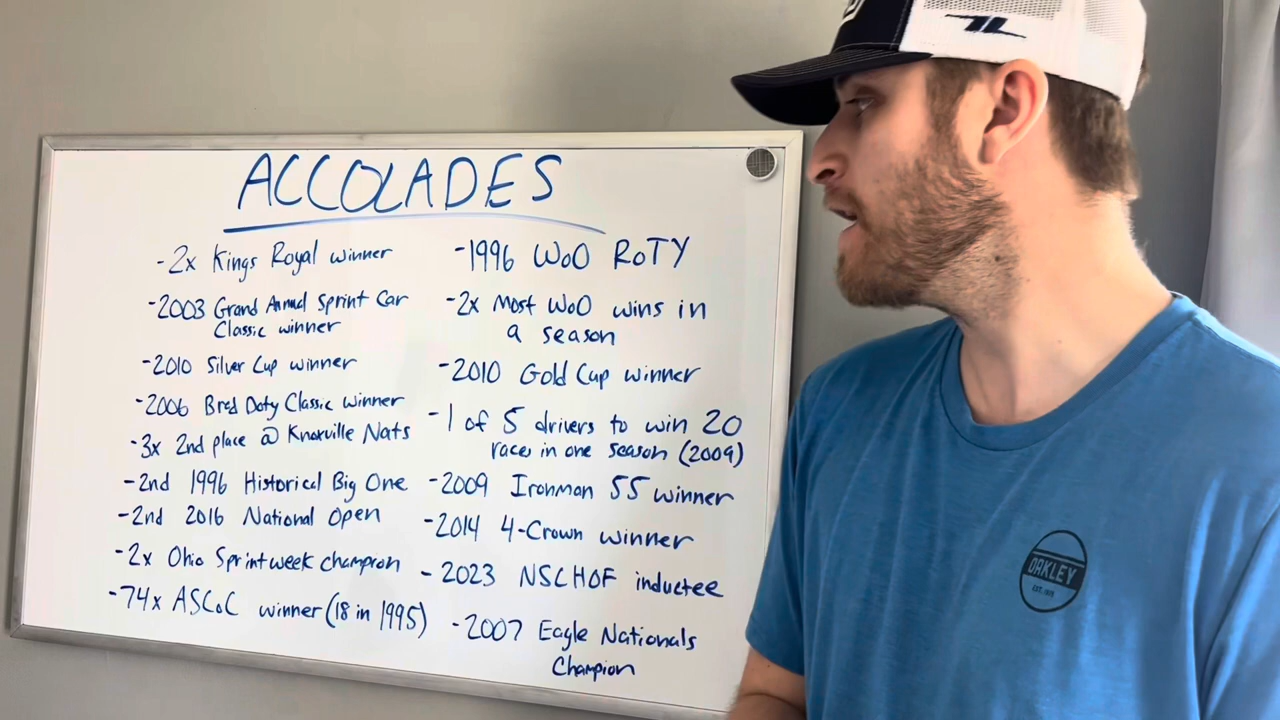 ACCOLADES
-2x Kings Royal winner
-2003 Grand Annual Sprint Car
Classic winner
-2010 Silver Cup winner
-2006 Brad Doty Classic winner
-3x 2nd place @ Knoxville Nats
-2nd 1996 Historical Big One
-2nd 2016 National Open
-2x Ohio Sprintweek champion
-74x ASCoC winner (18 in 1995)
-1996 WoO RoTY
-2x Most WoO wins in
a season
-2010 Gold Cup winner
-1 of 5 drivers to win 20
races in one season (2009)
-2009 Ironman 55 winner
-2014 4-Crown winner
-2023 NSCHOF inductee
-2007 Eagle Nationals
Champion
OAKLEY